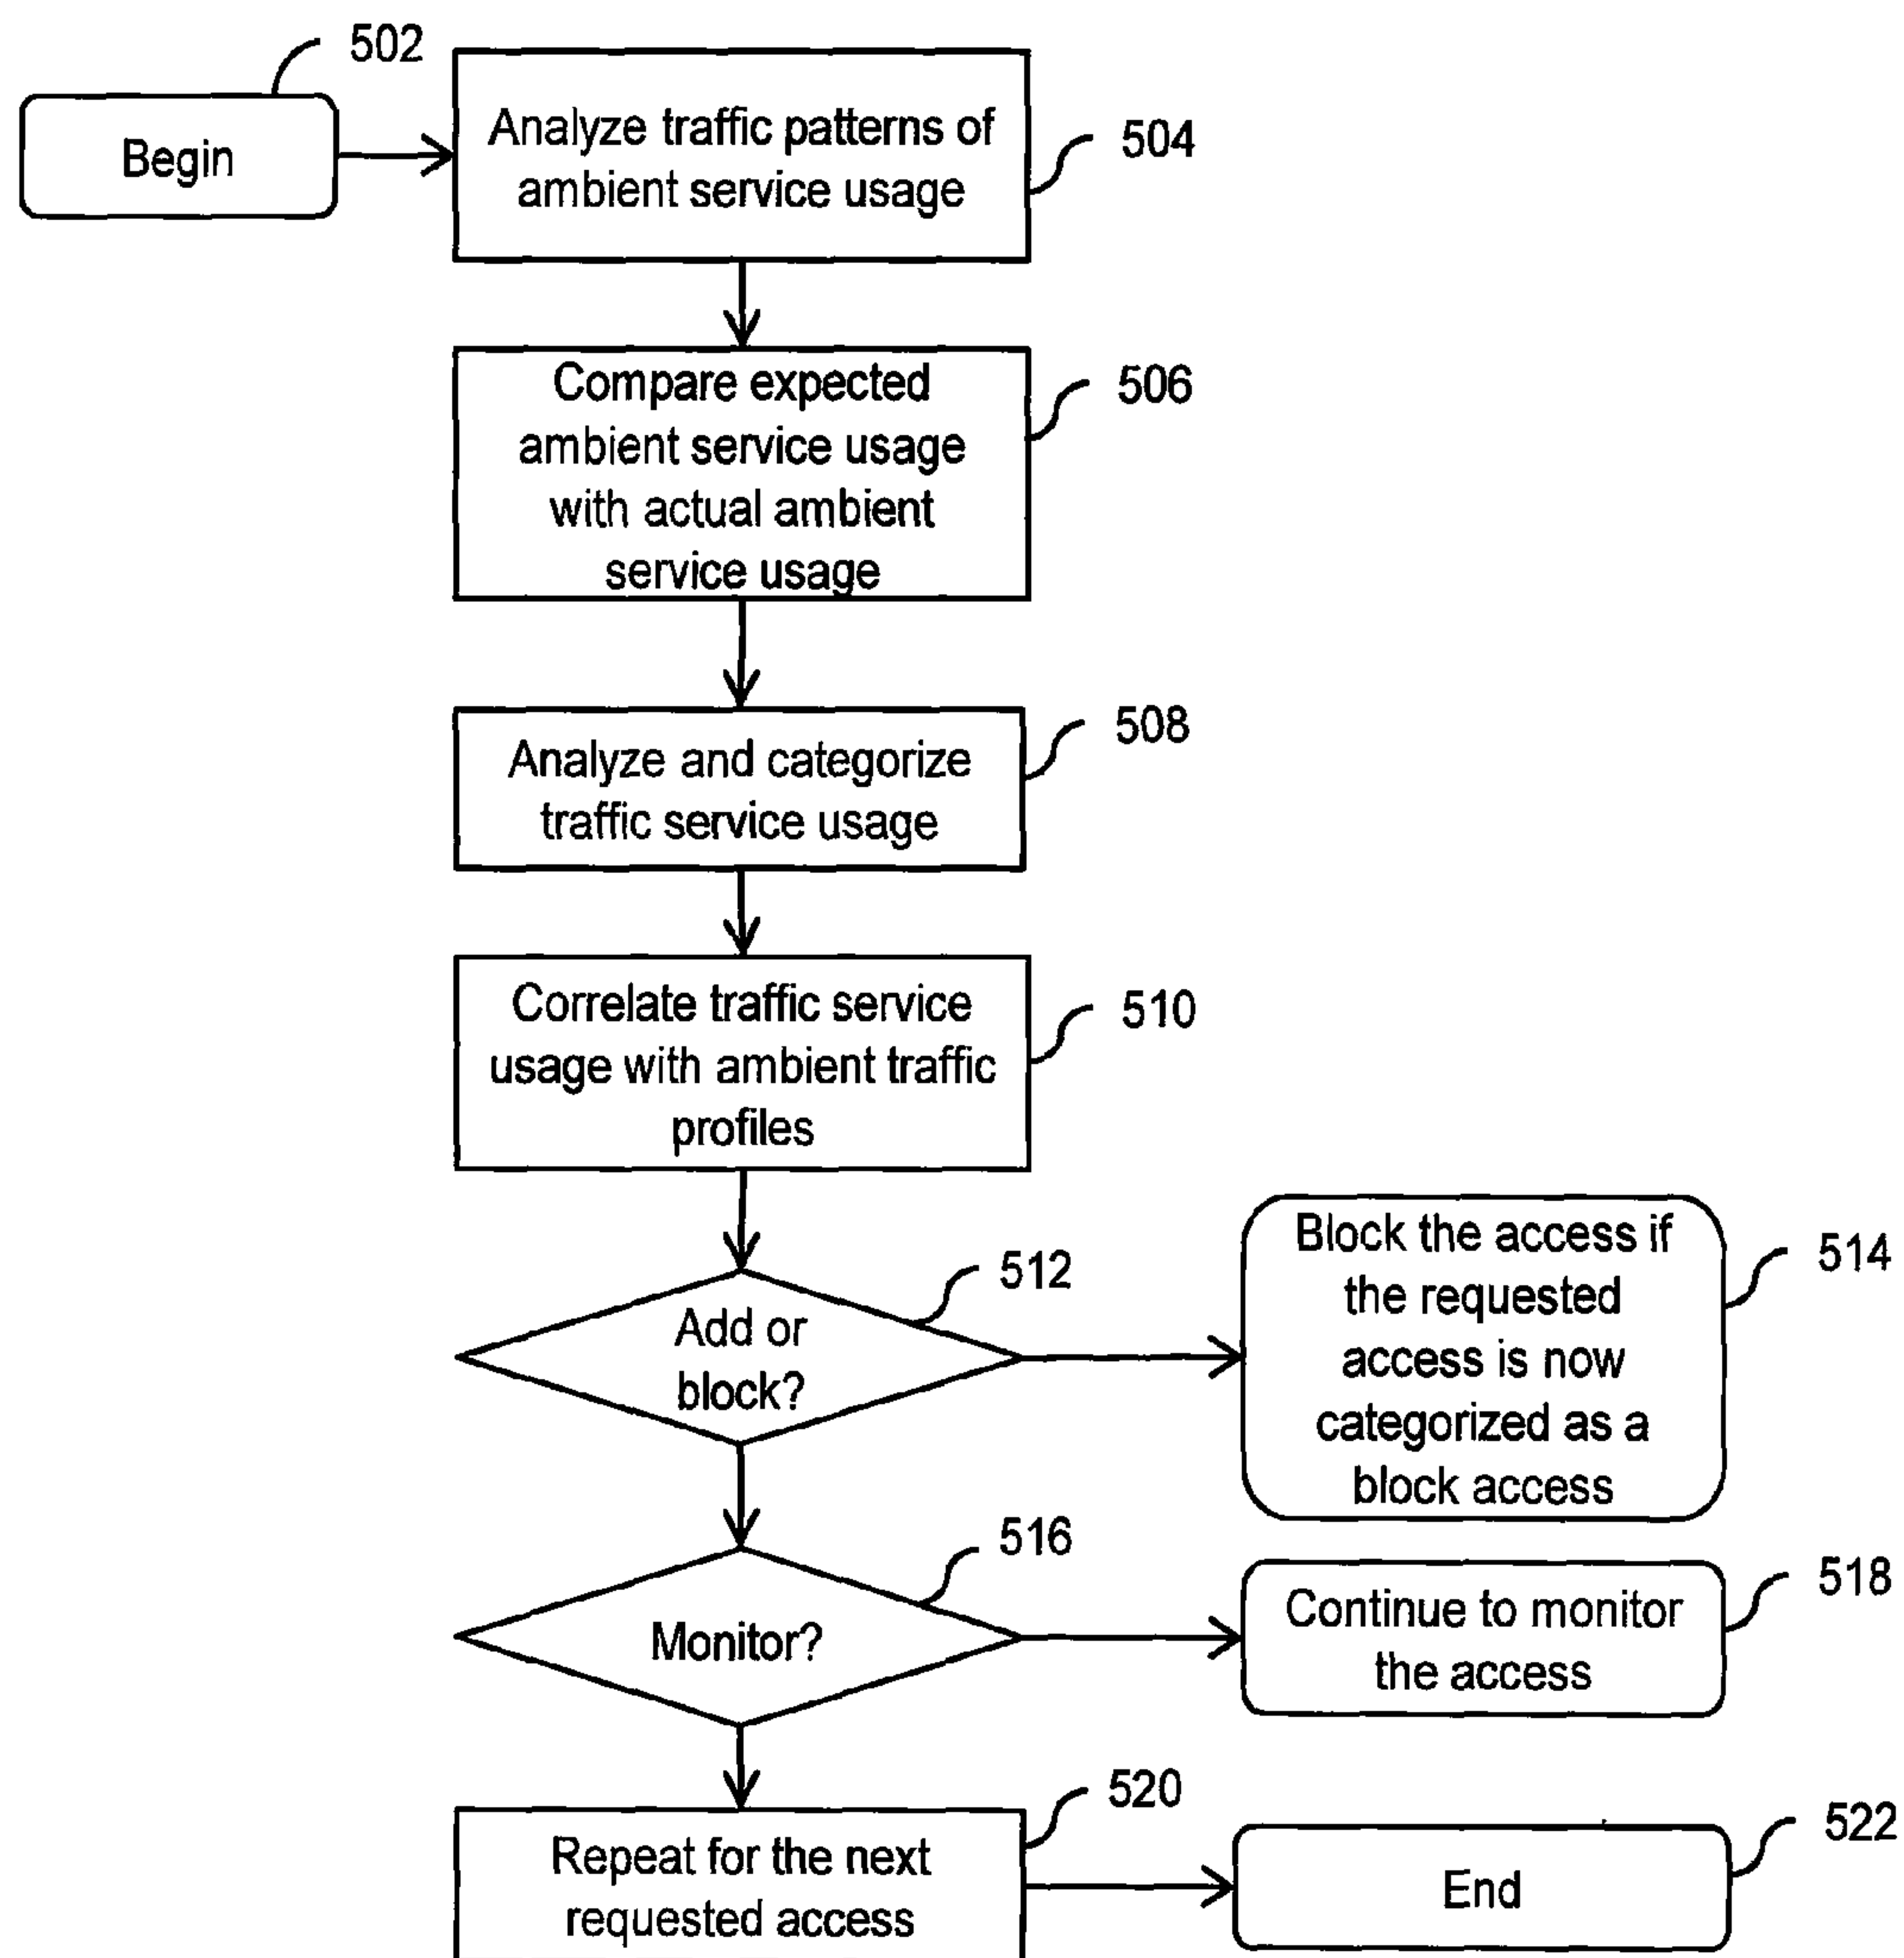 502
Begin
Analyze traffic patterns of
ambient service usage
504
Compare expected
ambient service usage
with actual ambient
service usage
506
Analyze and categorize
traffic service usage
508
Correlate traffic service
usage with ambient traffic
profiles
510
Add or
block?
512
Block the access if
the requested
access is now
categorized as a
block access
514
Monitor?
516
Continue to monitor
the access
518
Repeat for the next
requested access
520
End
522